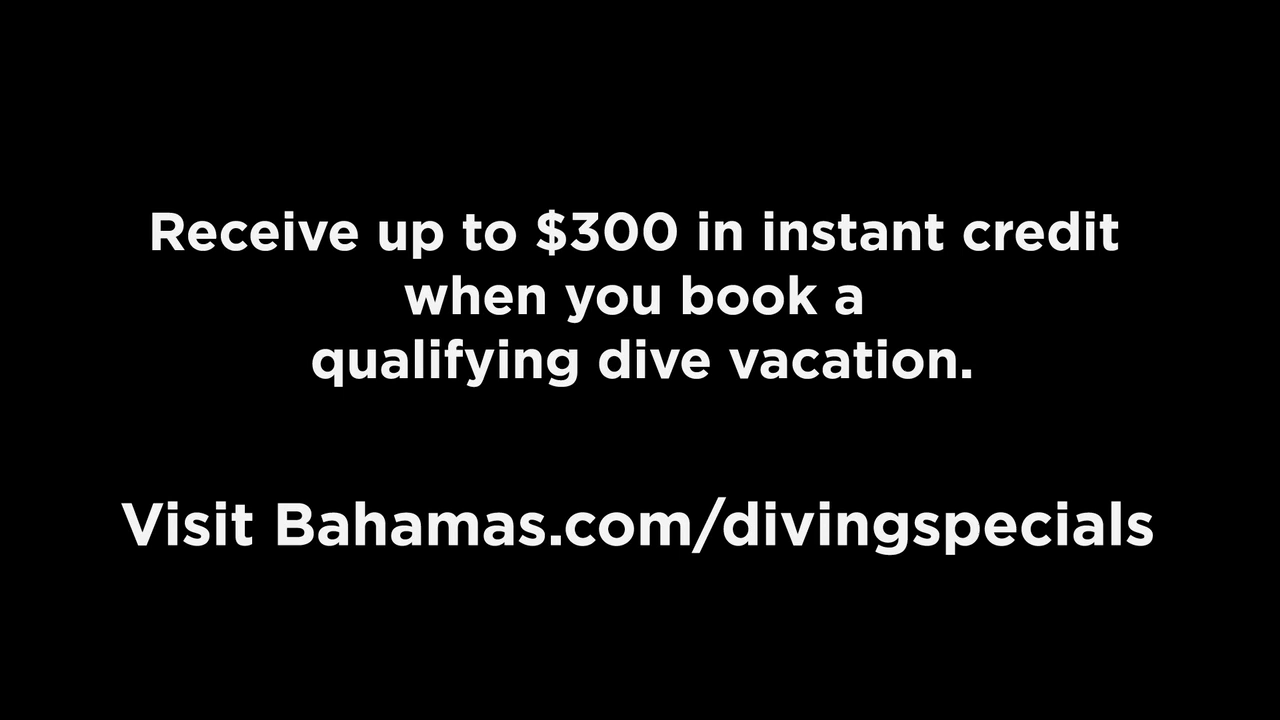 Receive up to $300 in instant credit
when you book a
qualifying dive vacation.
Visit Bahamas.com/divingspecials